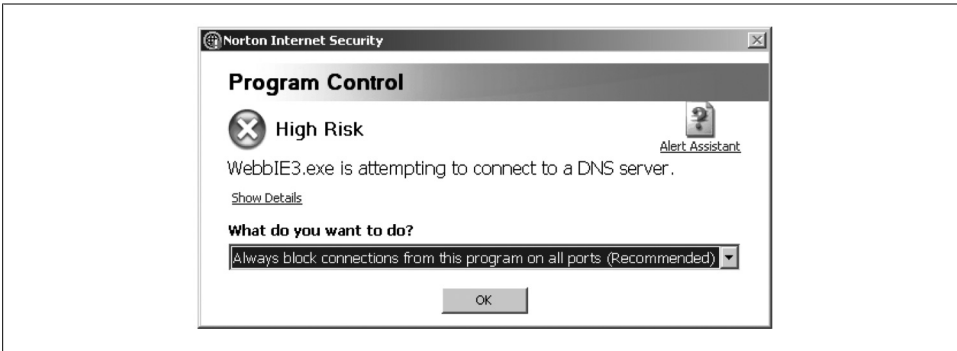 Norton Internet Security
Program Control
High Risk
Alert Assistant
WebbIE3.exe is attempting to connect to a DNS server.
Show Details
What do you want to do?
Always block connections from this program on all ports (Recommended)
OK